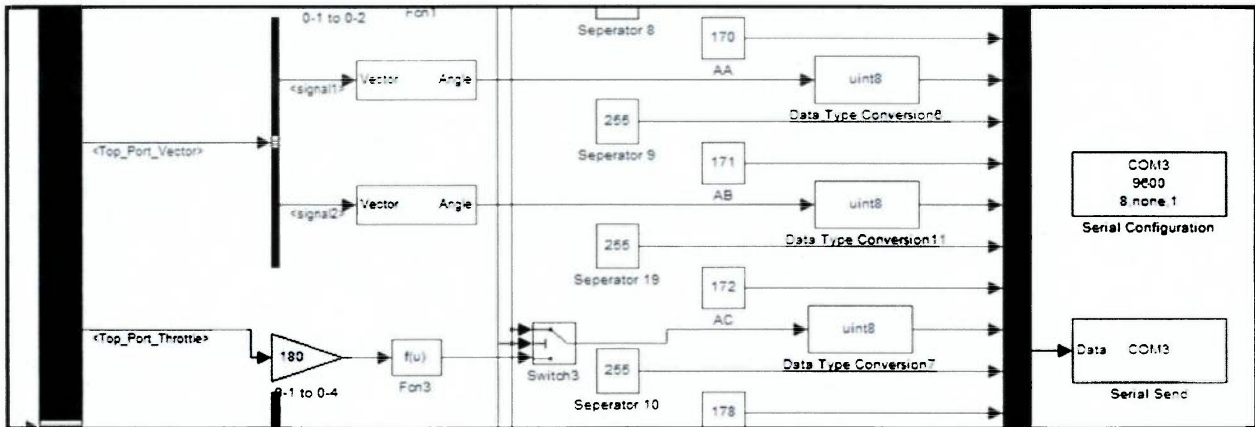 0-1 to 0-2
Fcn1
Seperator 8
170
AA
<signal1>
Vector Angle
uint8
Data Type Conversion6
255
Seperator 9
<Top_Port_Vector>
171
AB
COM3
9600
8,none,1
Serial Configuration
<signal2>
Vector Angle
uint8
Data Type Conversion11
255
Seperator 19
172
AC
<Top_Port_Throttle>
180
0-1 to 0-4
f(u)
Fcn3
Switch3
uint8
Data Type Conversion7
255
Seperator 10
178
Data COM3
Serial Send